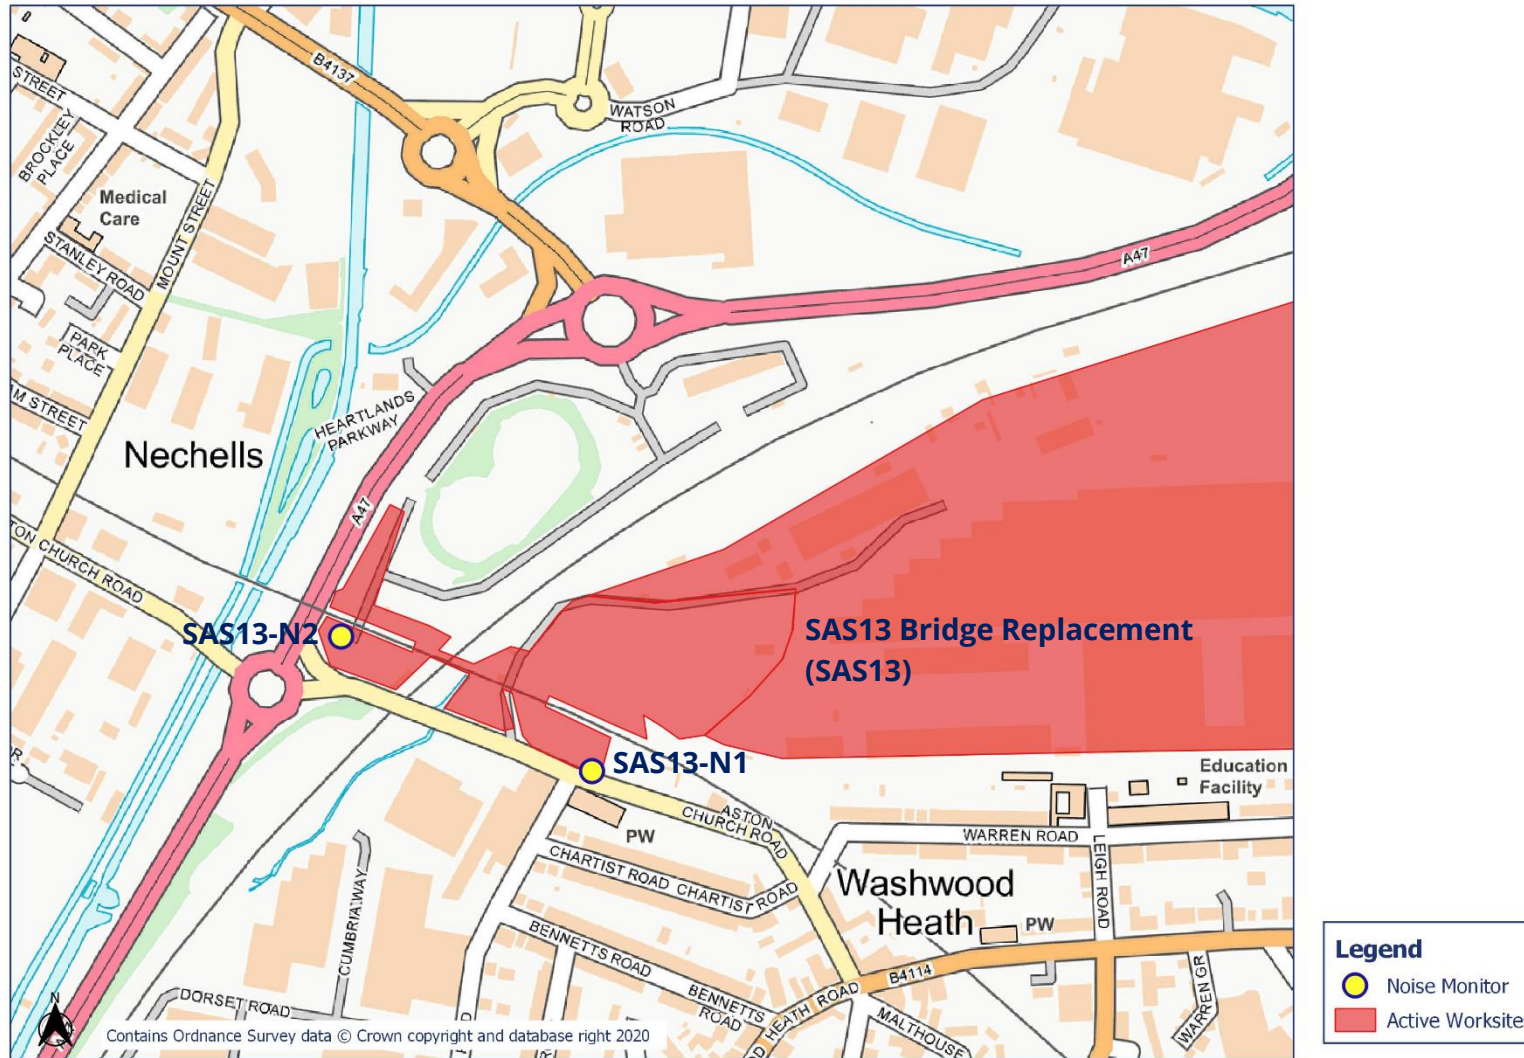 B4137
STREET
BROCKLEY
PLACE
WATSON
ROAD
Medical
Care
STANLEY ROAD
MOUNT STREET
A47
PARK
PLACE
STREET
HEARTLANDS
PARKWAY
Nechells
A47
CHURCH ROAD
SAS13-N2
SAS13 Bridge Replacement
(SAS13)
SAS13-N1
Education
Facility
ASTON
CHURCH ROAD
PW
WARREN ROAD
LEIGH ROAD
CHARTIST ROAD
CHARTIST ROAD
Washwood
Heath
PW
CUMBRIA WAY
BENNETTS ROAD
B4114
BENNETTS
ROAD
HEATH ROAD
MALTHOUSE
WARREN GR
DORSET ROAD
N
Contains Ordnance Survey data © Crown copyright and database right 2020
Legend
Noise Monitor
Active Worksite